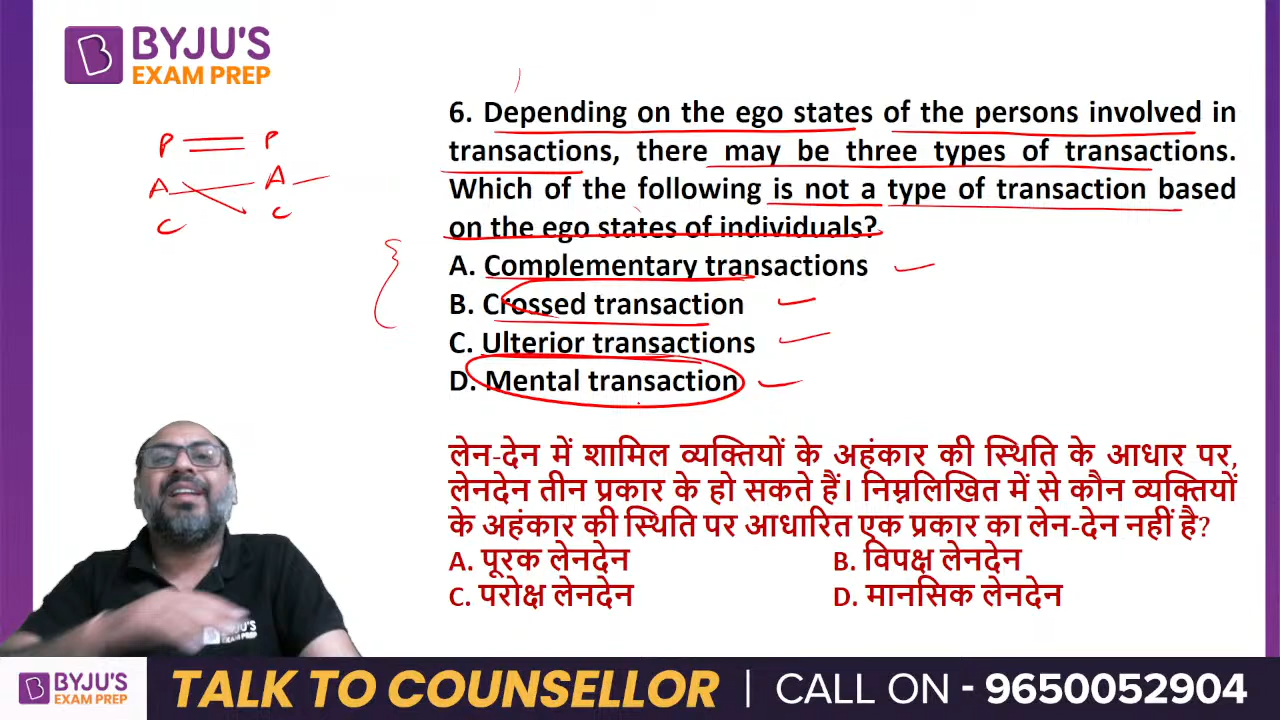 BYJU'S
EXAM PREP
P P
A A
C C
6. Depending on the ego states of the persons involved in
transactions, there may be three types of transactions.
Which of the following is not a type of transaction based
on the ego states of individuals?
A. Complementary transactions
B. Crossed transaction
C. Ulterior transactions
D. Mental transaction
लेन-देन में शामिल व्यक्तियों के अहंकार की स्थिति के आधार पर,
लेनदेन तीन प्रकार के हो सकते हैं। निम्नलिखित में से कौन व्यक्तियों
के अहंकार की स्थिति पर आधारित एक प्रकार का लेन-देन नहीं है?
A. पूरक लेनदेन B. विपक्ष लेनदेन
C. परोक्ष लेनदेन D. मानसिक लेनदेन
BYJU'S
EXAM PREP
BYJU'S
EXAM PREP
TALK TO COUNSELLOR | CALL ON - 9650052904